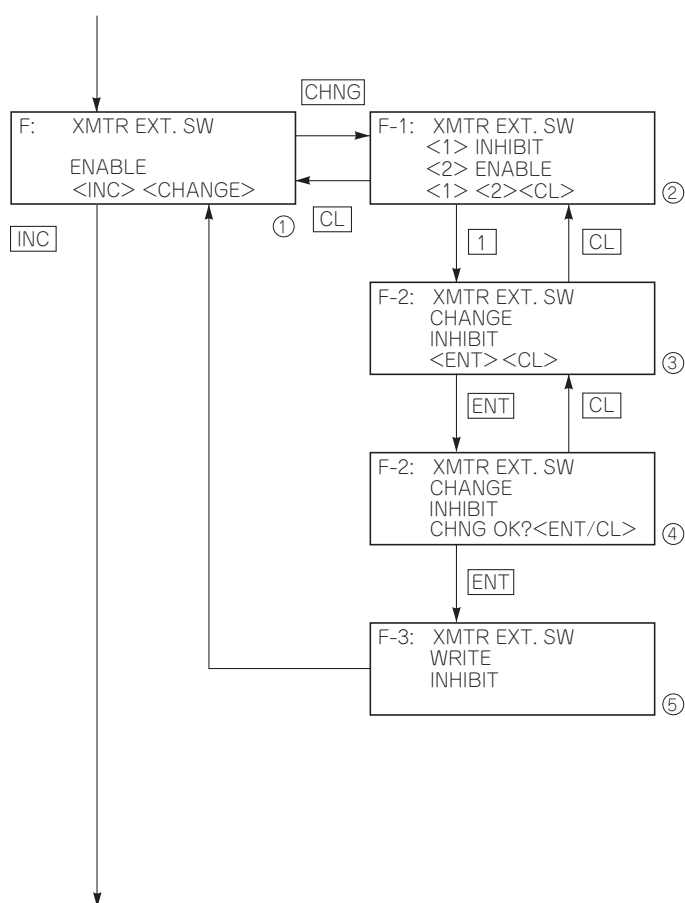 CHNG
F: XMTR EXT. SW
ENABLE
<INC> <CHANGE>
①
F-1: XMTR EXT. SW
<1> INHIBIT
<2> ENABLE
<1> <2><CL>
②
CL
INC
1
CL
F-2: XMTR EXT. SW
CHANGE
INHIBIT
<ENT> <CL>
③
ENT
CL
F-2: XMTR EXT. SW
CHANGE
INHIBIT
CHNG OK?<ENT/CL>
④
ENT
F-3: XMTR EXT. SW
WRITE
INHIBIT
⑤